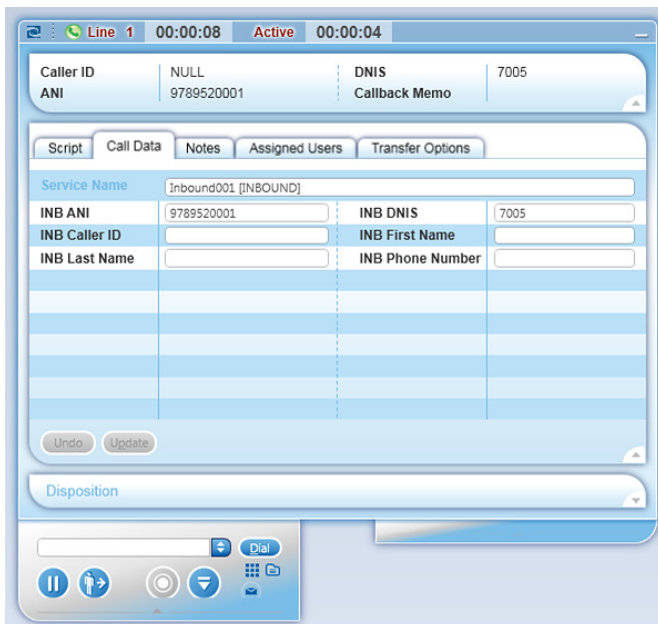 Line 1 00:00:08 Active 00:00:04
Caller ID NULL DNIS 7005
ANI 9789520001 Callback Memo
Script Call Data Notes Assigned Users Transfer Options
Service Name Inbound001 [INBOUND]
INB ANI 9789520001 INB DNIS 7005
INB Caller ID INB First Name
INB Last Name INB Phone Number
Undo Update
Disposition
Dial